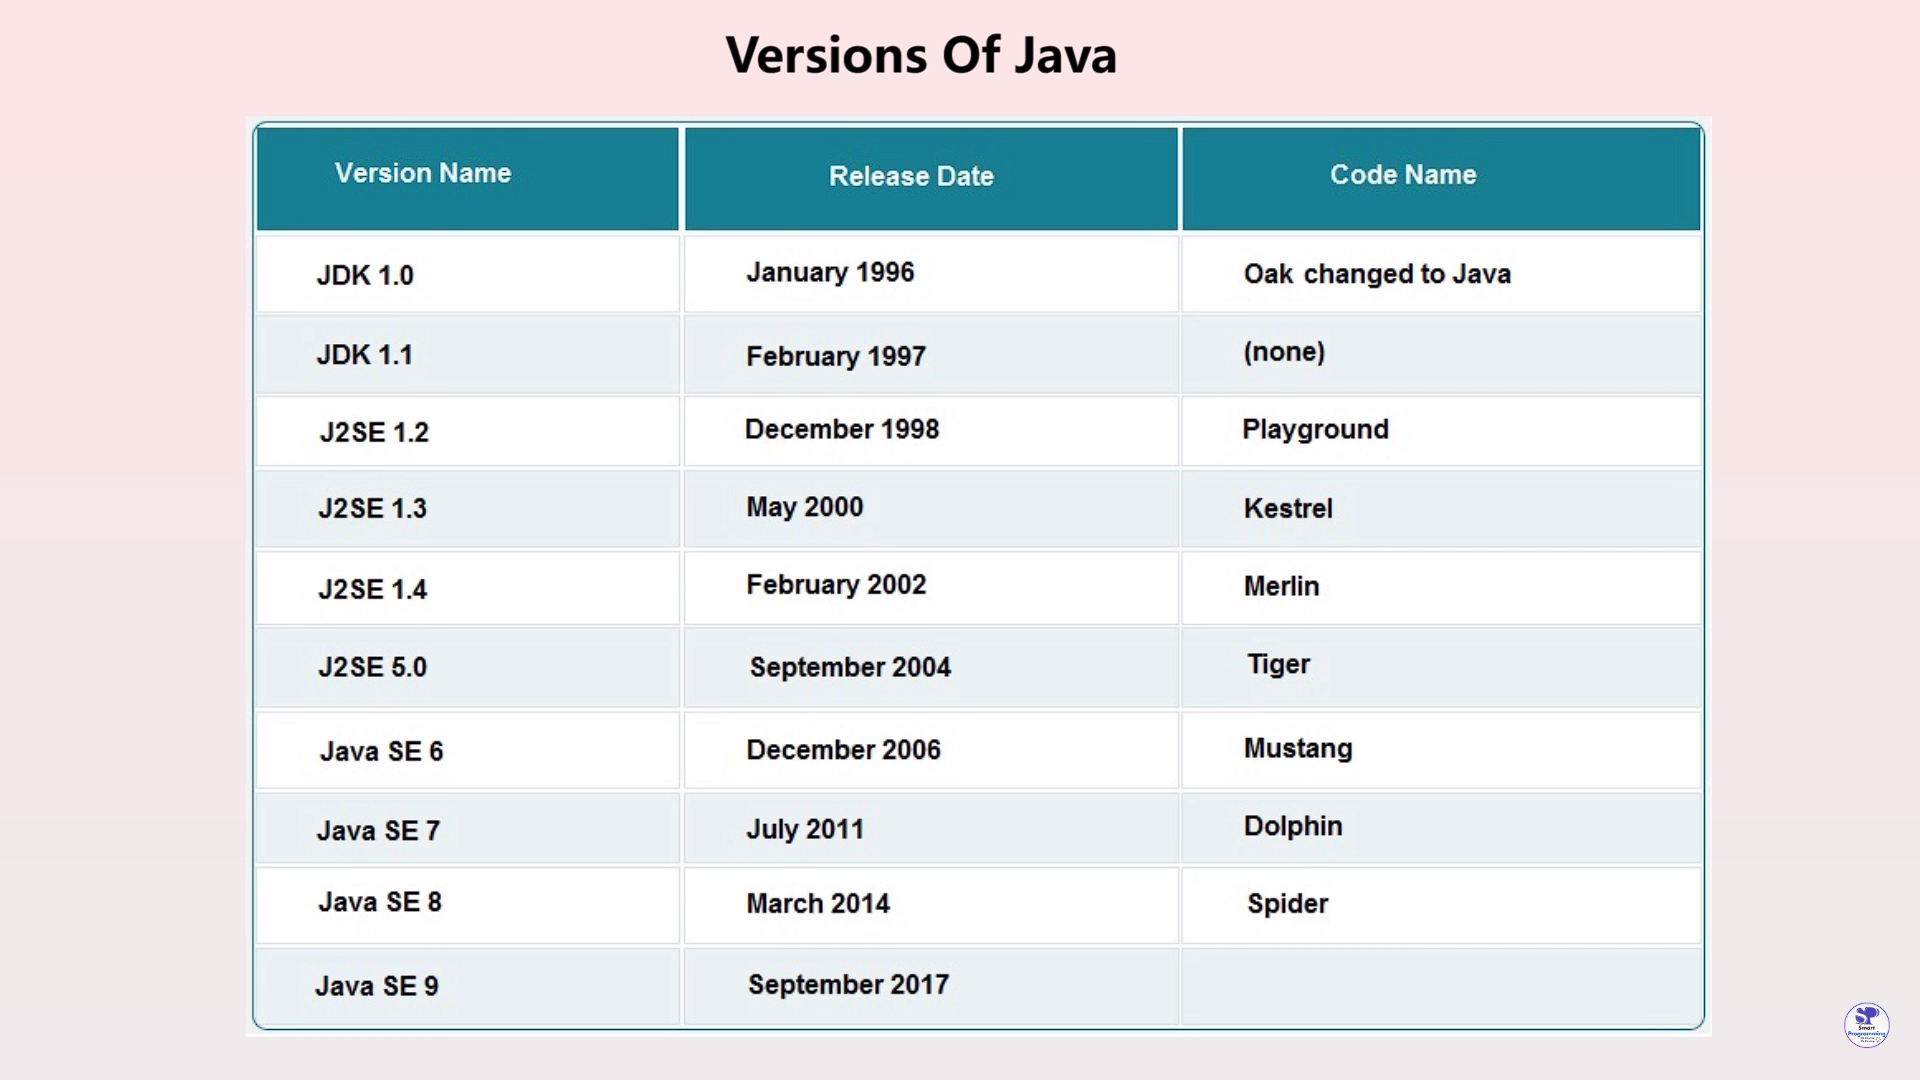 Versions Of Java
Version Name Release Date Code Name
JDK 1.0 January 1996 Oak changed to Java
JDK 1.1 February 1997 (none)
J2SE 1.2 December 1998 Playground
J2SE 1.3 May 2000 Kestrel
J2SE 1.4 February 2002 Merlin
J2SE 5.0 September 2004 Tiger
Java SE 6 December 2006 Mustang
Java SE 7 July 2011 Dolphin
Java SE 8 March 2014 Spider
Java SE 9 September 2017
SP
Smart
Programming